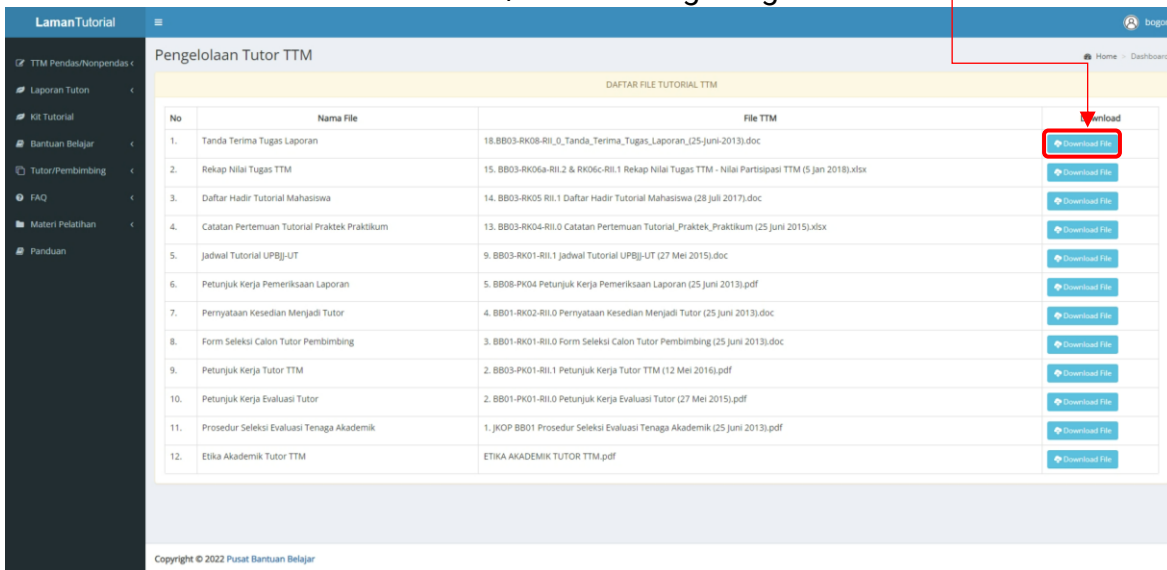 LamanTutorial
bogor
TTM Pendas/Nonpendas
Laporan Tuton
Kit Tutorial
Bantuan Belajar
Tutor/Pembimbing
FAQ
Materi Pelatihan
Panduan
Pengelolaan Tutor TTM
Home > Dashboard
DAFTAR FILE TUTORIAL TTM
No Nama File File TTM Download
1. Tanda Terima Tugas Laporan 18.BB03-RK08-RII_0_Tanda_Terima_Tugas_Laporan_(25-Juni-2013).doc Download File
2. Rekap Nilai Tugas TTM 15. BB03-RK06a-RII.2 & RK06c-RII.1 Rekap Nilai Tugas TTM - Nilai Partisipasi TTM (5 Jan 2018).xlsx Download File
3. Daftar Hadir Tutorial Mahasiswa 14. BB03-RK05 RII.1 Daftar Hadir Tutorial Mahasiswa (28 juli 2017).doc Download File
4. Catatan Pertemuan Tutorial Praktek Praktikum 13. BB03-RK04-RII.0 Catatan Pertemuan Tutorial_Praktek_Praktikum (25 Juni 2015).xlsx Download File
5. Jadwal Tutorial UPBJJ-UT 9. BB03-RK01-RII.1 Jadwal Tutorial UPBJJ-UT (27 Mei 2015).doc Download File
6. Petunjuk Kerja Pemeriksaan Laporan 5. BB08-PK04 Petunjuk Kerja Pemeriksaan Laporan (25 Juni 2013).pdf Download File
7. Pernyataan Kesedian Menjadi Tutor 4. BB01-RK02-RII.0 Pernyataan Kesedian Menjadi Tutor (25 Juni 2013).doc Download File
8. Form Seleksi Calon Tutor Pembimbing 3. BB01-RK01-RII.0 Form Seleksi Calon Tutor Pembimbing (25 Juni 2013).doc Download File
9. Petunjuk Kerja Tutor TTM 2. BB03-PK01-RII.1 Petunjuk Kerja Tutor TTM (12 Mei 2016).pdf Download File
10. Petunjuk Kerja Evaluasi Tutor 2. BB01-PK01-RII.0 Petunjuk Kerja Evaluasi Tutor (27 Mei 2015).pdf Download File
11. Prosedur Seleksi Evaluasi Tenaga Akademik 1. JKOP BB01 Prosedur Seleksi Evaluasi Tenaga Akademik (25 Juni 2013).pdf Download File
12. Etika Akademik Tutor TTM ETIKA AKADEMIK TUTOR TTM.pdf Download File
Copyright © 2022 Pusat Bantuan Belajar